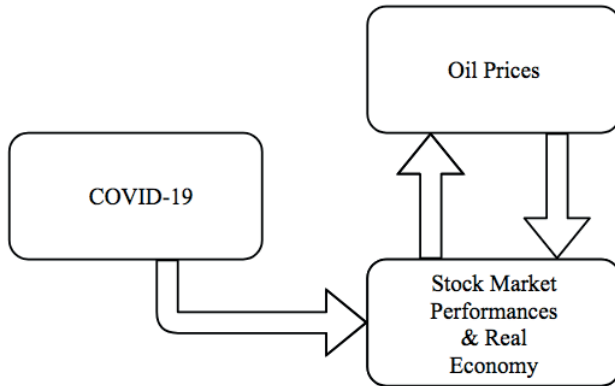 Oil Prices
COVID-19
Stock Market
Performances
& Real
Economy